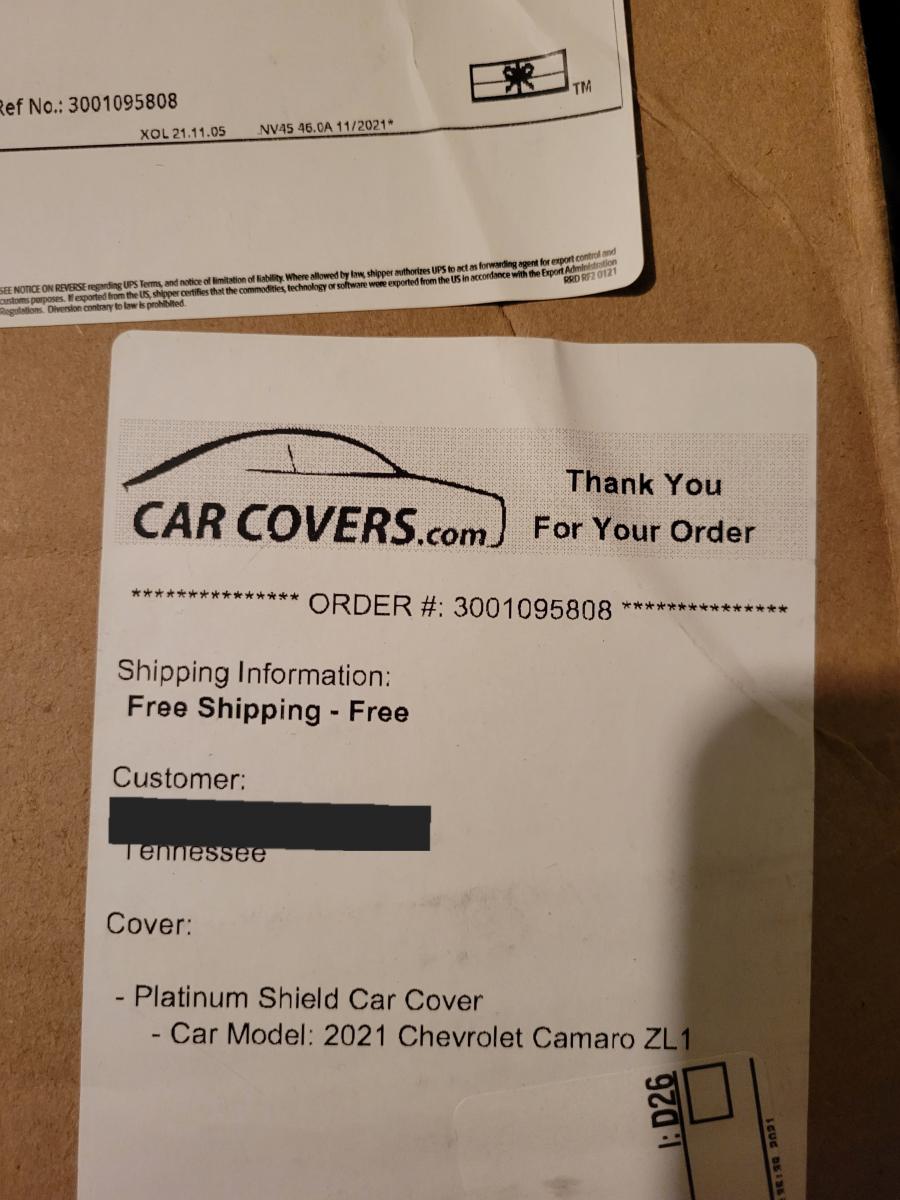 Ref No.: 3001095808
TM
XOL 21.11.05 NV45 46.0A 11/2021*
SEE NOTICE ON REVERSE regarding UPS Terms, and notice of limitation of liability. Where allowed by law, shipper authorizes UPS to act as forwarding agent for export control and
customs purposes. If exported from the US, shipper certifies that the commodities, technology or software were exported from the US in accordance with the Export Administration
Regulations. Diversion contrary to law is prohibited.
RRD RF2 0121
CAR COVERS.com
Thank You
For Your Order
*************** ORDER #: 3001095808 ***************
Shipping Information:
Free Shipping - Free
Customer:
Tennessee
Cover:
- Platinum Shield Car Cover
- Car Model: 2021 Chevrolet Camaro ZL1
I: D26
2021